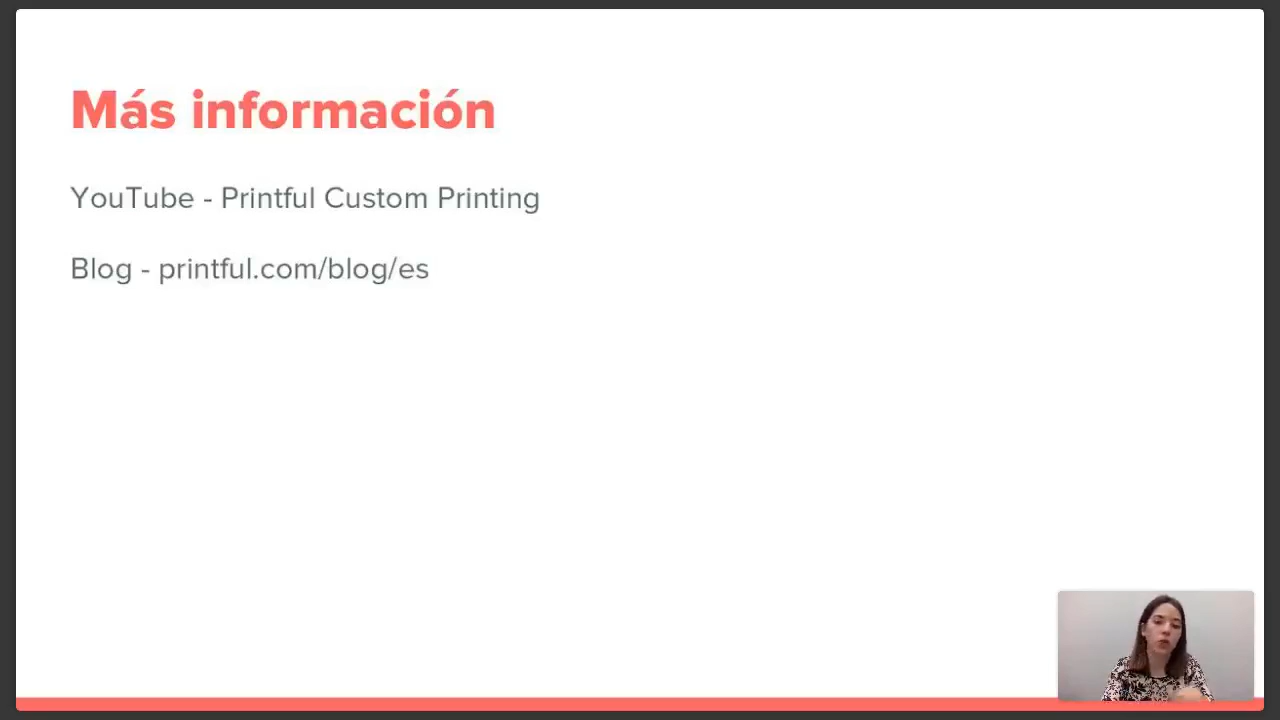 Más información
YouTube - Printful Custom Printing
Blog - printful.com/blog/es